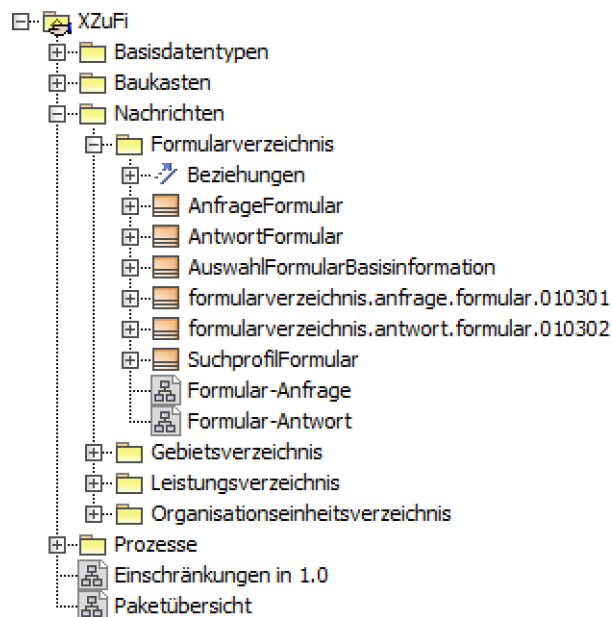 XZuFi
Basisdatentypen
Baukasten
Nachrichten
Formularverzeichnis
Beziehungen
AnfrageFormular
AntwortFormular
AuswahlFormularBasisinformation
formularverzeichnis.anfrage.formular.010301
formularverzeichnis.antwort.formular.010302
SuchprofilFormular
Formular-Anfrage
Formular-Antwort
Gebietsverzeichnis
Leistungsverzeichnis
Organisationseinheitsverzeichnis
Prozesse
Einschränkungen in 1.0
Paketübersicht